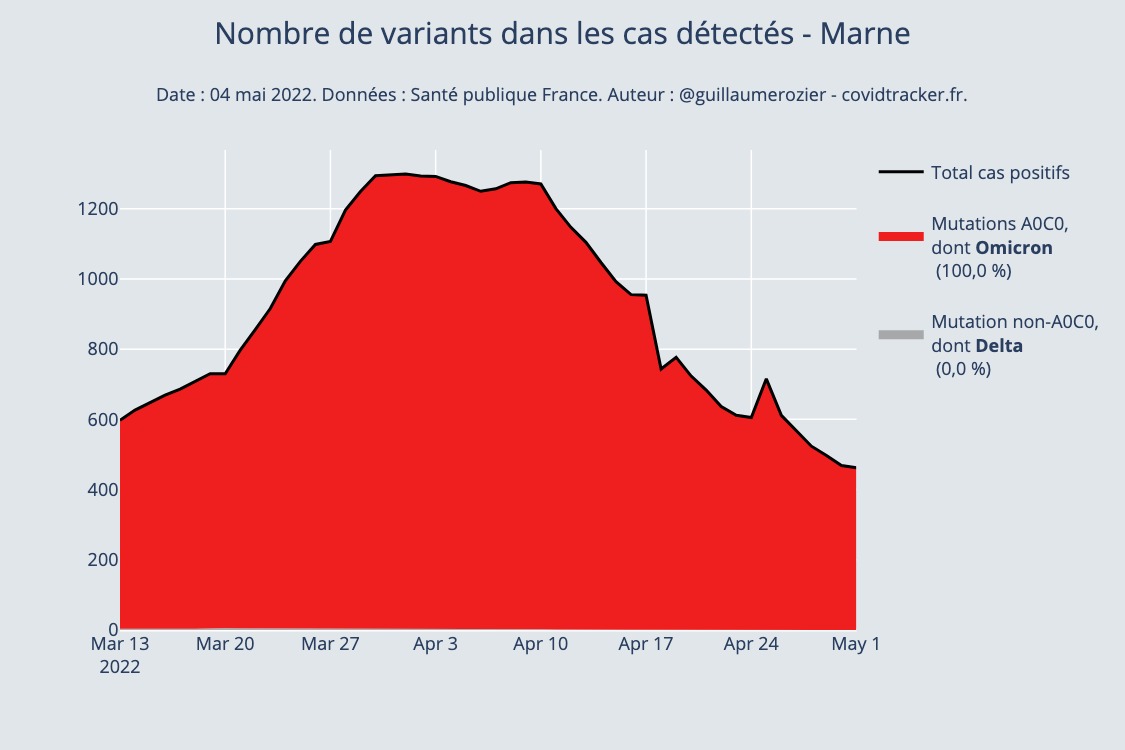 Nombre de variants dans les cas détectés - Marne
Date : 04 mai 2022. Données : Santé publique France. Auteur : @guillaumerozier - covidtracker.fr.
Total cas positifs
Mutations A0C0,
dont Omicron
(100,0 %)
Mutation non-A0C0,
dont Delta
(0,0 %)
1200
1000
800
600
400
200
0
Mar 13 Mar 20 Mar 27 Apr 3 Apr 10 Apr 17 Apr 24 May 1
2022